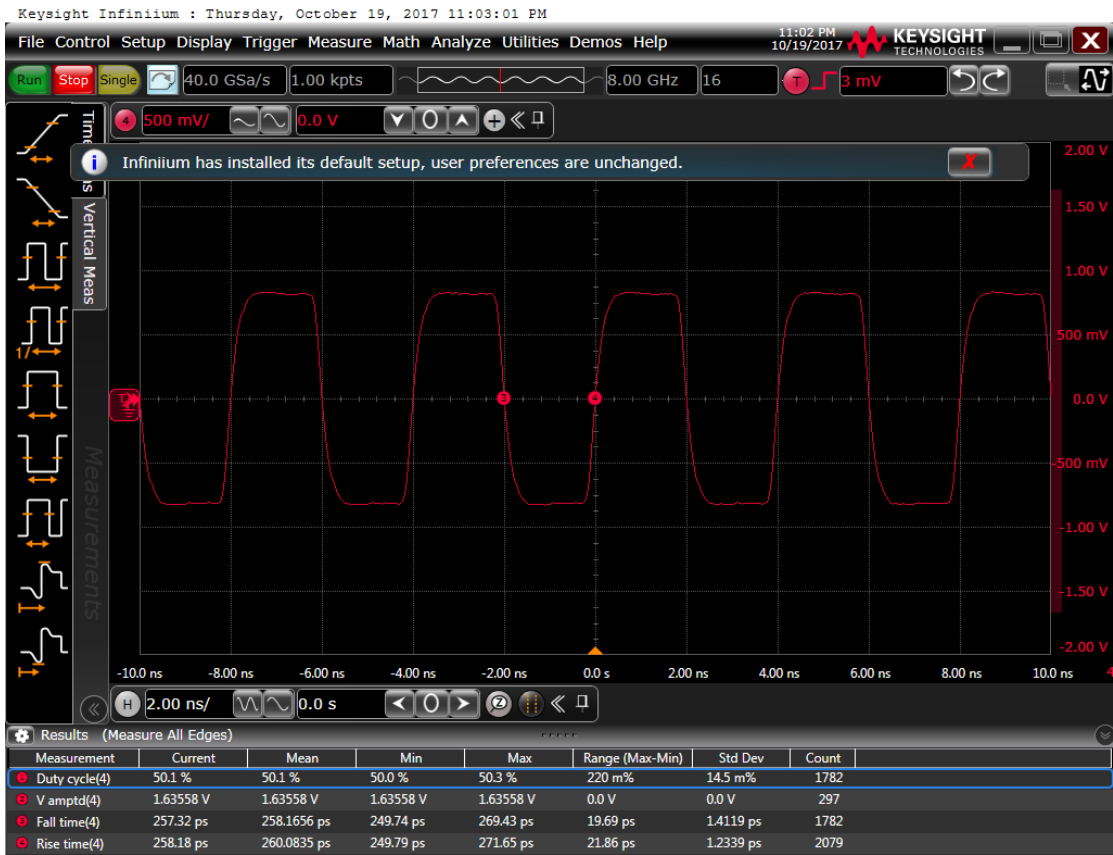 Keysight Infiniium : Thursday, October 19, 2017 11:03:01 PM
File Control Setup Display Trigger Measure Math Analyze Utilities Demos Help
11:02 PM
10/19/2017
KEYSIGHT
TECHNOLOGIES
X
Run Stop Single 40.0 GSa/s 1.00 kpts 8.00 GHz 16 T 3 mV
4 500 mV/ 0.0 V
i Infiniium has installed its default setup, user preferences are unchanged. X
Vertical Meas
1/
Measurements
2.00 V
1.50 V
1.00 V
500 mV
0.0 V
-500 mV
-1.00 V
-1.50 V
-2.00 V
3 4
-10.0 ns -8.00 ns -6.00 ns -4.00 ns -2.00 ns 0.0 s 2.00 ns 4.00 ns 6.00 ns 8.00 ns 10.0 ns
H 2.00 ns/ 0.0 s Z
Results (Measure All Edges)
Measurement Current Mean Min Max Range (Max-Min) Std Dev Count
1 Duty cycle(4) 50.1 % 50.1 % 50.0 % 50.3 % 220 m% 14.5 m% 1782
2 V amptd(4) 1.63558 V 1.63558 V 1.63558 V 1.63558 V 0.0 V 0.0 V 297
3 Fall time(4) 257.32 ps 258.1656 ps 249.74 ps 269.43 ps 19.69 ps 1.4119 ps 1782
4 Rise time(4) 258.18 ps 260.0835 ps 249.79 ps 271.65 ps 21.86 ps 1.2339 ps 2079